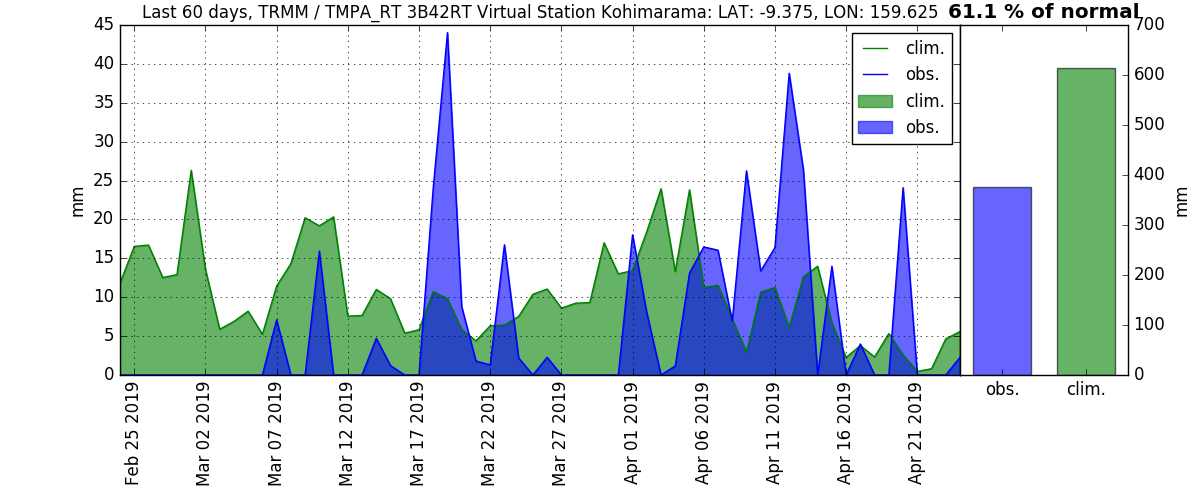 Last 60 days, TRMM / TMPA_RT 3B42RT Virtual Station Kohimarama: LAT: -9.375, LON: 159.625 61.1 % of normal
45
40
35
30
25
20
15
10
5
0
mm
clim.
obs.
clim.
obs.
Feb 25 2019
Mar 02 2019
Mar 07 2019
Mar 12 2019
Mar 17 2019
Mar 22 2019
Mar 27 2019
Apr 01 2019
Apr 06 2019
Apr 11 2019
Apr 16 2019
Apr 21 2019
700
600
500
400
300
200
100
0
mm
obs.
clim.